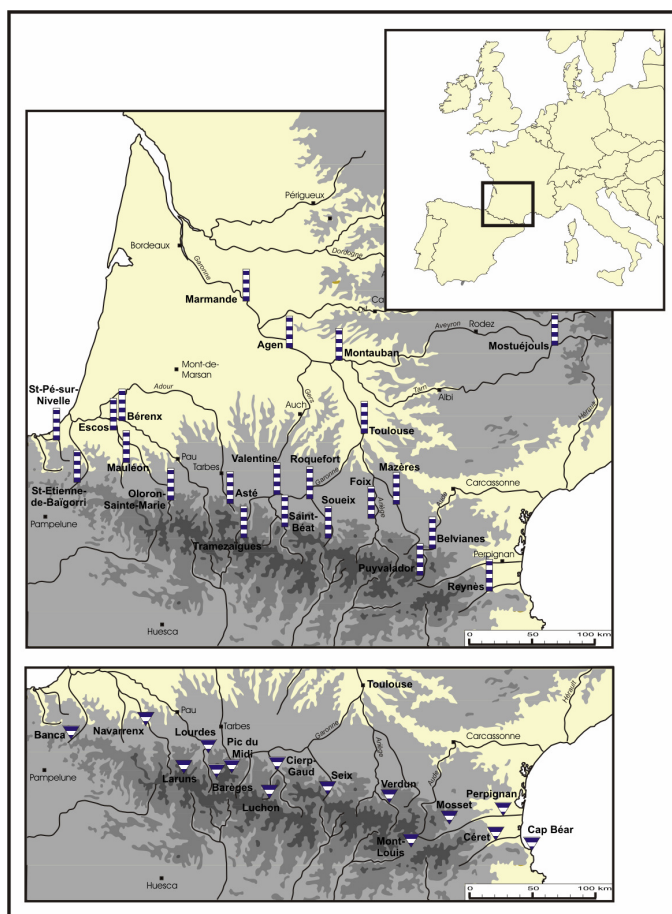 Périgueux
Bordeaux
Dordogne
Garonne
Marmande
Ca
Agen
Montauban
Aveyron
Rodez
Mostuéjouls
Mont-de-
Marsan
St-Pé-sur-
Nivelle
Adour
Bérenx
Escos
Auch
Gers
Tarn
Albi
Hérault
Toulouse
Mauléon
Pau
Tarbes
Valentine
Roquefort
Garonne
Mazères
Carcassonne
St-Etienne-
de-Baïgorri
Oloron-
Sainte-Marie
Asté
Saint-
Béat
Soueix
Foix
Ariège
Aude
Pampelune
Tramezaïgues
Belvianes
Puyvalador
Perpignan
Reynès
Huesca
0 50 100 km
Toulouse
Hérault
Banca
Navarrenx
Pau
Lourdes
Tarbes
Pic du
Midi
Garonne
Ariège
Carcassonne
Aude
Pampelune
Laruns
Barèges
Cierp-
Gaud
Luchon
Seix
Verdun
Mosset
Perpignan
Mont-
Louis
Céret
Cap Béar
Huesca
0 50 100 km